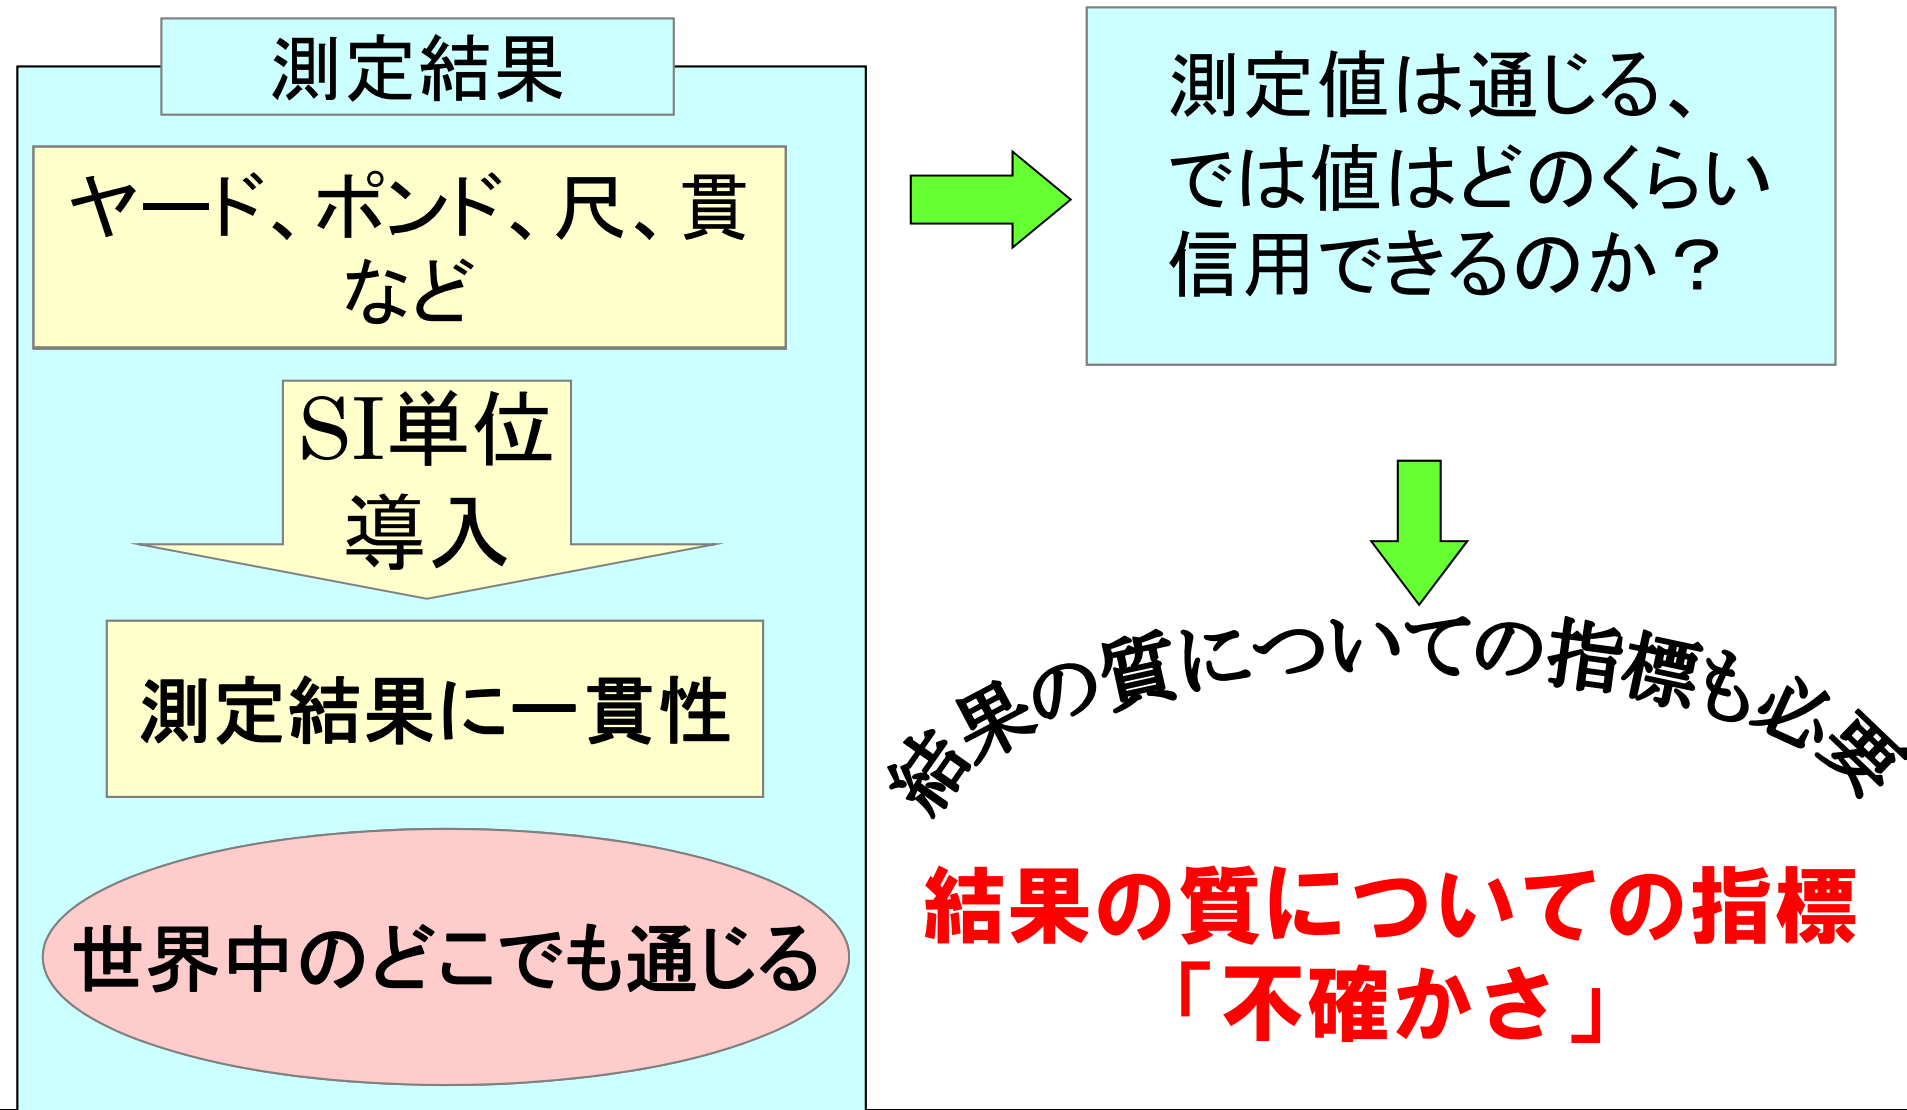 測定結果
ヤード、ポンド、尺、貫
など
SI単位
導入
測定結果に一貫性
世界中のどこでも通じる
測定値は通じる、
では値はどのくらい
信用できるのか？
結果の質についての指標も必要
結果の質についての指標
「不確かさ」